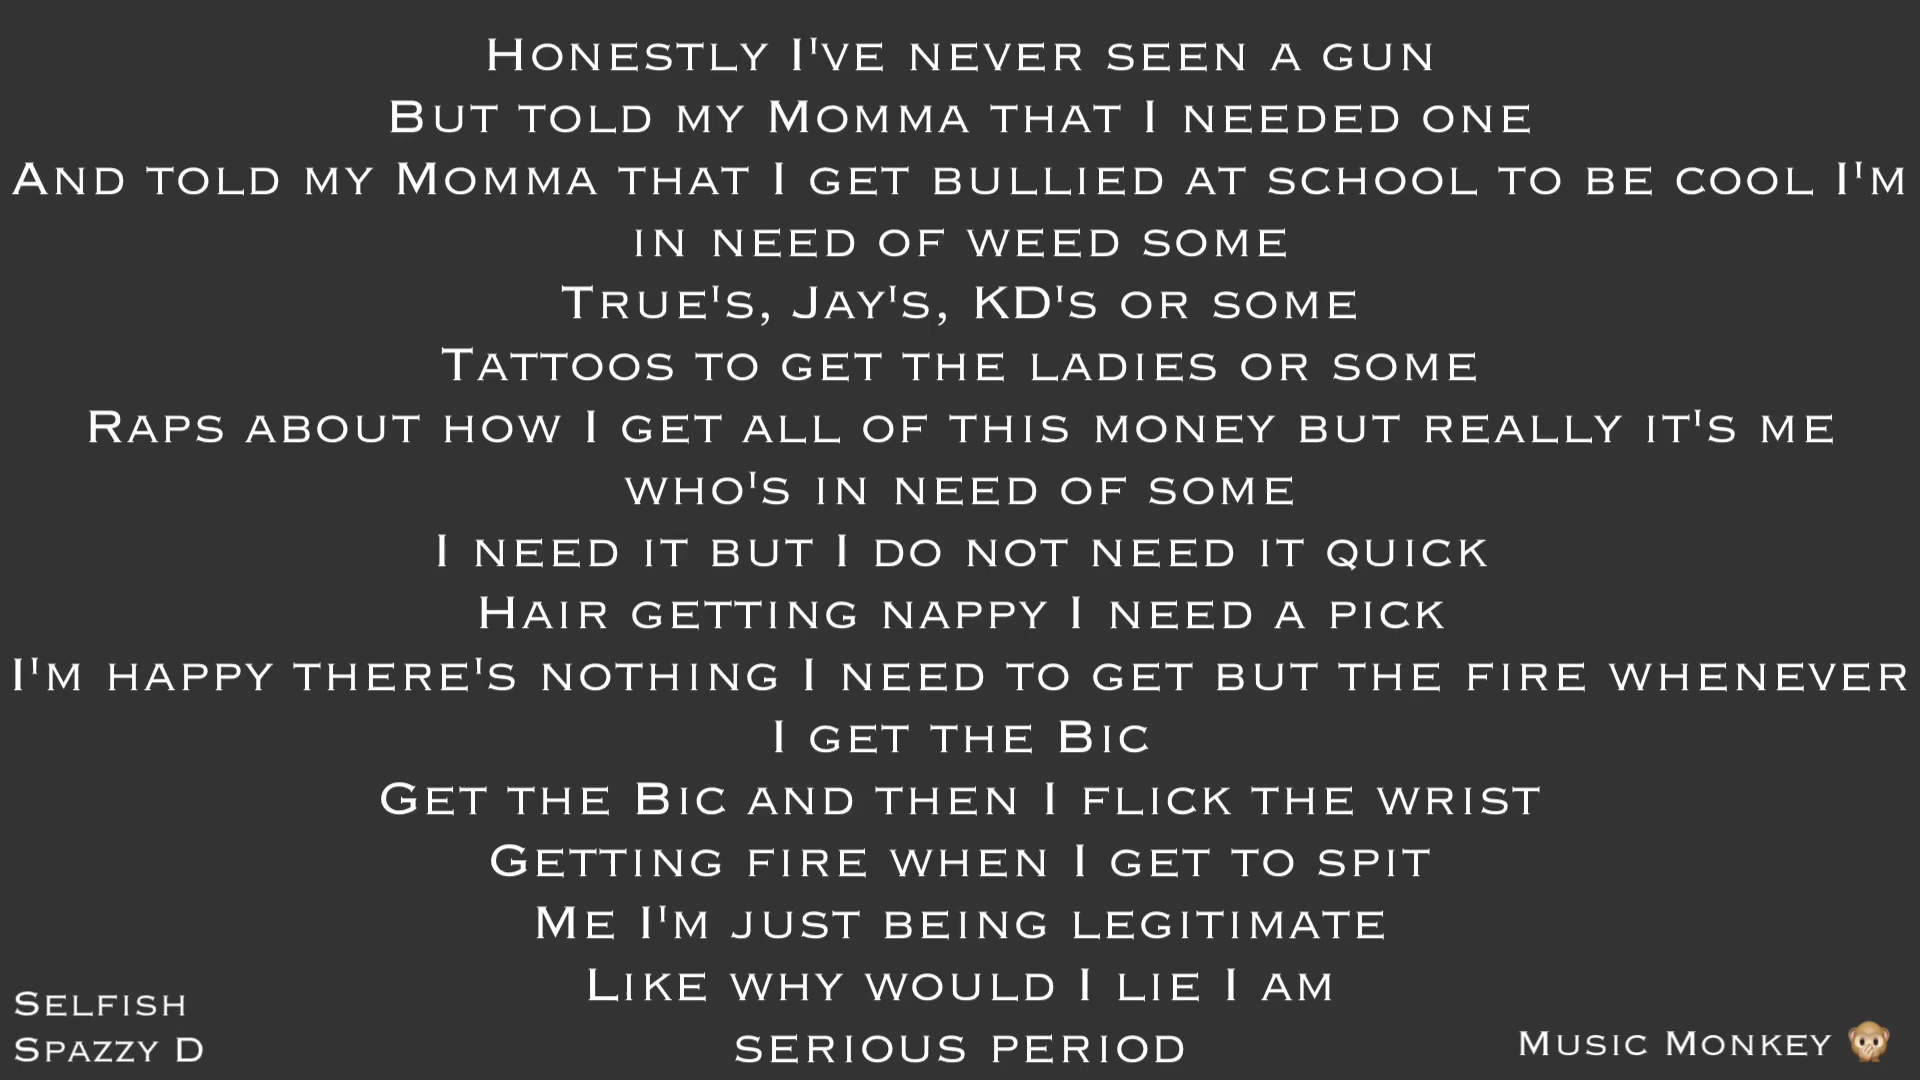 Honestly I've never seen a gun
But told my Momma that I needed one
And told my Momma that I get bullied at school to be cool I'm
in need of weed some
True's, Jay's, KD's or some
Tattoos to get the ladies or some
Raps about how I get all of this money but really it's me
who's in need of some
I need it but I do not need it quick
Hair getting nappy I need a pick
I'm happy there's nothing I need to get but the fire whenever
I get the Bic
Get the Bic and then I flick the wrist
Getting fire when I get to spit
Me I'm just being legitimate
Like why would I lie I am
serious period
Selfish
Spazzy D
Music Monkey 🙊